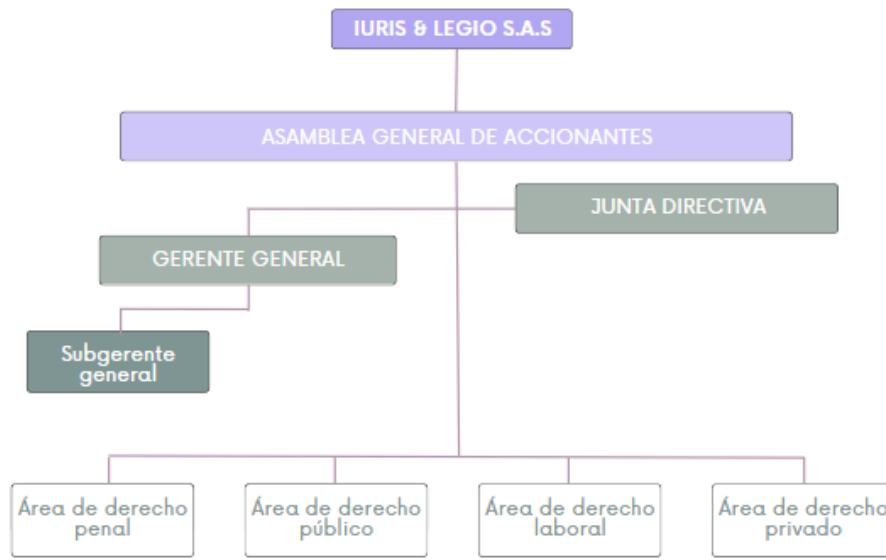 IURIS & LEGIO S.A.S
ASAMBLEA GENERAL DE ACCIONANTES
JUNTA DIRECTIVA
GERENTE GENERAL
Subgerente
general
Área de derecho
penal
Área de derecho
público
Área de derecho
laboral
Área de derecho
privado